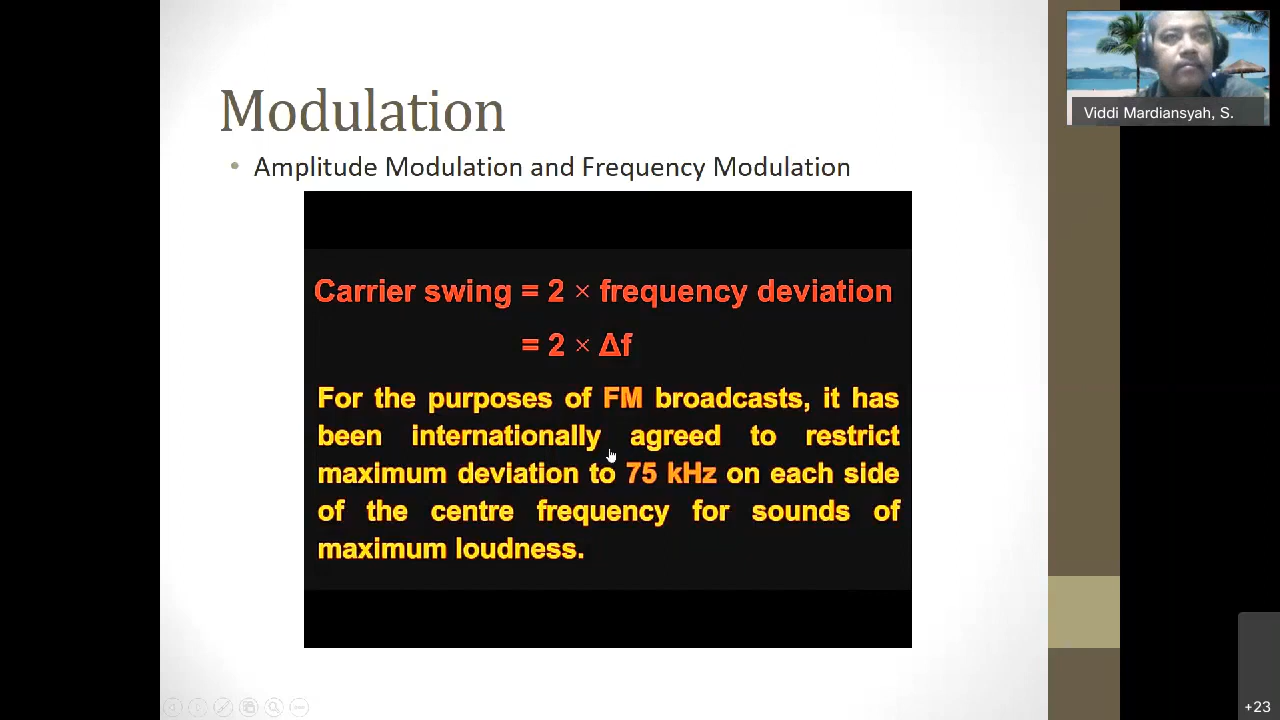 Modulation
Amplitude Modulation and Frequency Modulation
Carrier swing = 2 × frequency deviation
= 2 × Δf
For the purposes of FM broadcasts, it has
been internationally agreed to restrict
maximum deviation to 75 kHz on each side
of the centre frequency for sounds of
maximum loudness.
Viddi Mardiansyah, S.
+23